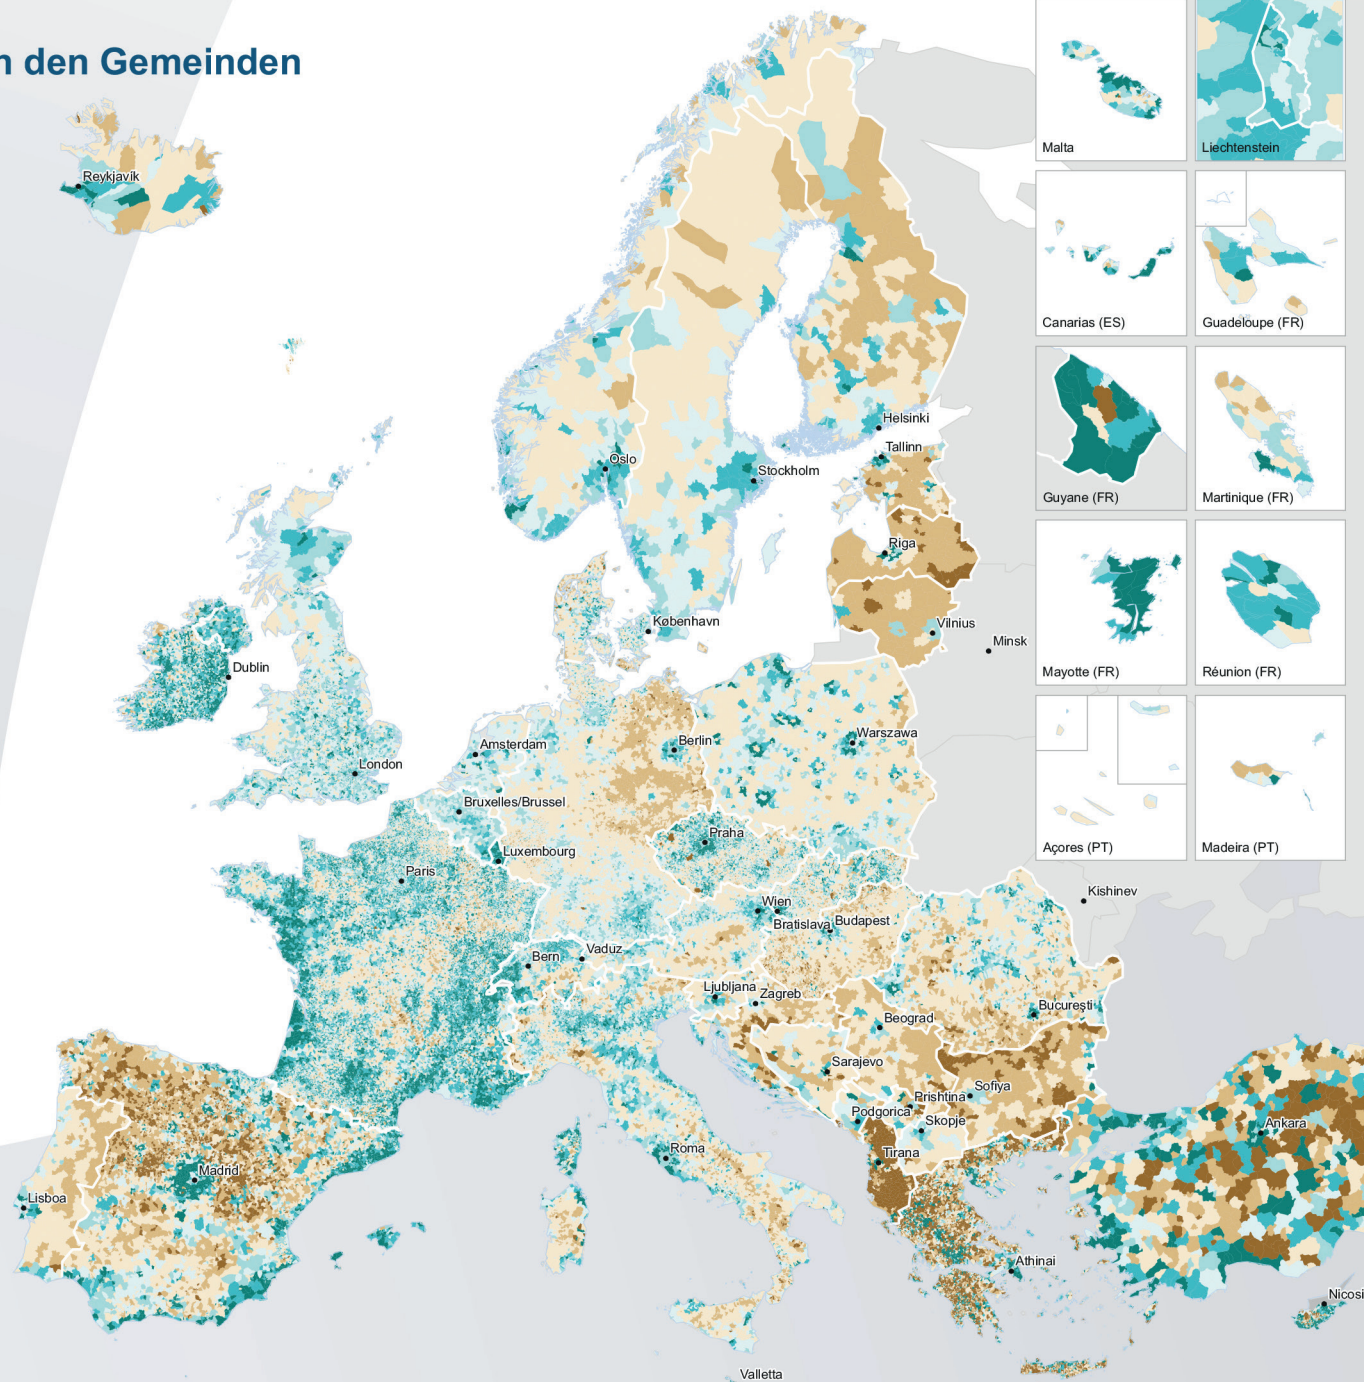 n den Gemeinden
Malta
Liechtenstein
Canarias (ES)
Guadeloupe (FR)
Guyane (FR)
Martinique (FR)
Mayotte (FR)
Réunion (FR)
Açores (PT)
Madeira (PT)
Reykjavik
Helsinki
Tallinn
Oslo
Stockholm
Riga
København
Vilnius
Minsk
Dublin
Warszawa
Berlin
Amsterdam
London
Bruxelles/Brussel
Praha
Luxembourg
Paris
Kishinev
Wien
Bratislava
Budapest
Vaduz
Bern
Ljubljana
Zagreb
Bucureşti
Beograd
Sarajevo
Sofiya
Prishtina
Podgorica
Skopje
Ankara
Roma
Tirana
Madrid
Lisboa
Athinai
Nicosi
Valletta